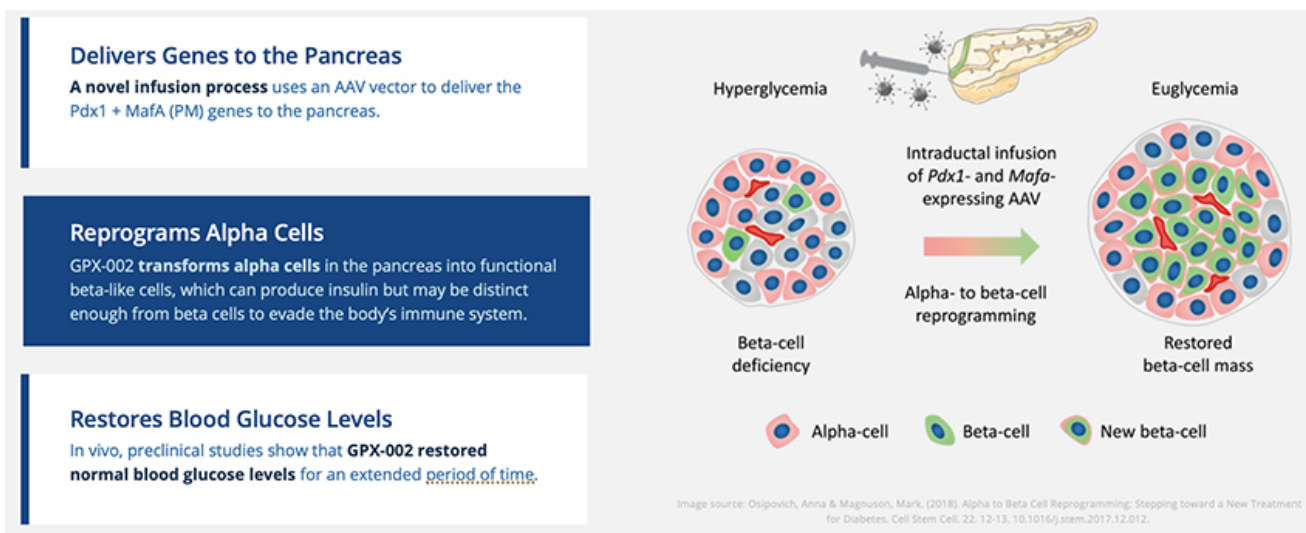 Delivers Genes to the Pancreas
A novel infusion process uses an AAV vector to deliver the
Pdx1 + MafA (PM) genes to the pancreas.
Reprograms Alpha Cells
GPX-002 transforms alpha cells in the pancreas into functional
beta-like cells, which can produce insulin but may be distinct
enough from beta cells to evade the body's immune system.
Restores Blood Glucose Levels
In vivo, preclinical studies show that GPX-002 restored
normal blood glucose levels for an extended period of time.
Hyperglycemia
Euglycemia
Intraductal infusion
of Pdx1- and Mafa-
expressing AAV
Alpha- to beta-cell
reprogramming
Beta-cell
deficiency
Restored
beta-cell mass
Alpha-cell
Beta-cell
New beta-cell
Image source: Osipovich, Anna & Magnuson, Mark. (2018). Alpha to Beta Cell Reprogramming: Stepping toward a New Treatment
for Diabetes. Cell Stem Cell. 22. 12-13. 10.1016/j.stem.2017.12.012.